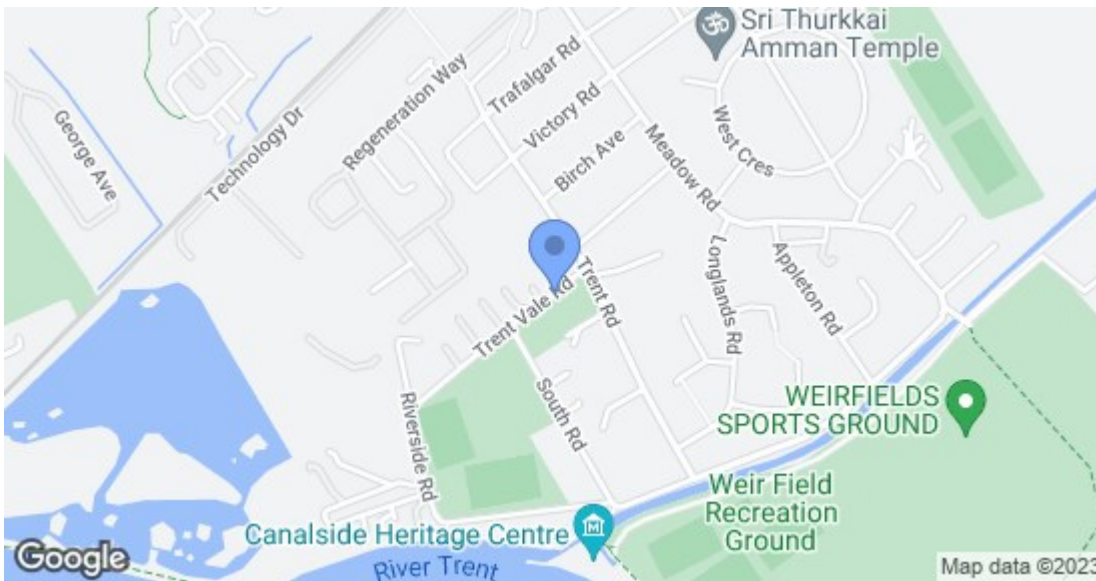 Sri Thurkkai
Amman Temple
Trafalgar Rd
Regeneration Way
Victory Rd
George Ave
Technology Dr
Birch Ave
Meadow Rd
West Cres
Trent Rd
Longlands Rd
Appleton Rd
Trent Vale Rd
South Rd
Riverside Rd
WEIRFIELDS
SPORTS GROUND
Weir Field
Recreation
Ground
Canalside Heritage Centre
M
River Trent
Google
Map data ©2023